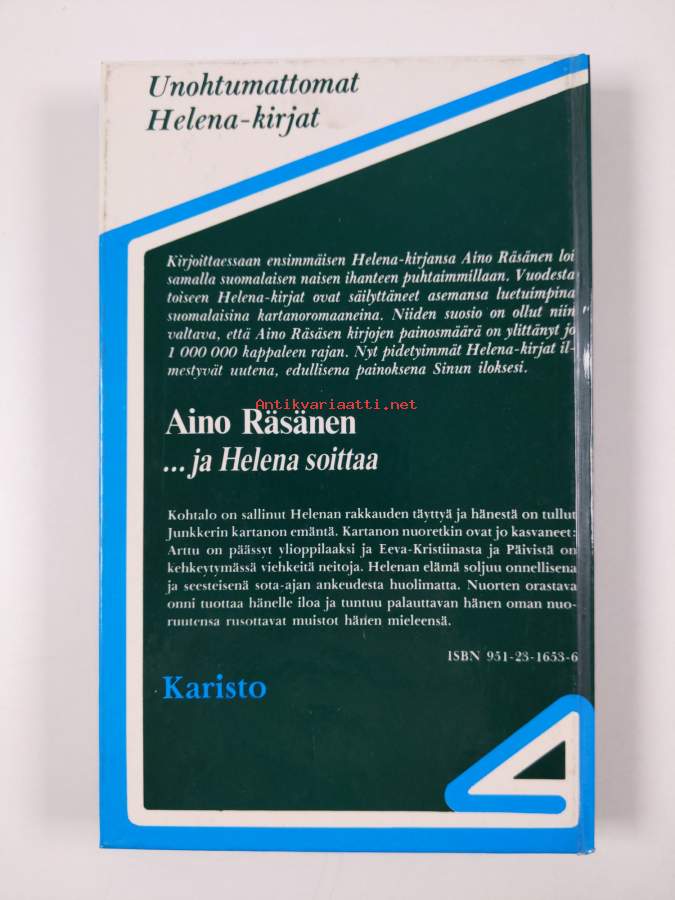 Unohtumattomat
Helena-kirjat
Kirjoittaessaan ensimmäisen Helena-kirjansa Aino Räsänen loi
samalla suomalaisen naisen ihanteen puhtaimmillaan. Vuodesta
toiseen Helena-kirjat ovat säilyttäneet asemansa luetuimpina
suomalaisina kartanoromaaneina. Niiden suosio on ollut niin
valtava, että Aino Räsäsen kirjojen painosmäärä on ylittänyt jo
1 000 000 kappaleen rajan. Nyt pidetyimmät Helena-kirjat il-
mestyvät uutena, edullisena painoksena Sinun iloksesi.
Antikvariaatti.net
Aino Räsänen
...ja Helena soittaa
Kohtalo on sallinut Helenan rakkauden täyttyä ja hänestä on tullut
Junkkerin kartanon emäntä. Kartanon nuoretkin ovat jo kasvaneet:
Arttu on päässyt ylioppilaaksi ja Eeva-Kristiinasta ja Päivistä on
kehkeytymässä viehkeitä neitoja. Helenan elämä soljuu onnellisena
ja seesteisenä sota-ajan ankeudesta huolimatta. Nuorten orastava
onni tuottaa hänelle iloa ja tuntuu palauttavan hänen oman nuo-
ruutensa rusottavat muistot hänen mieleensä.
ISBN 951-23-1653-6
Karisto